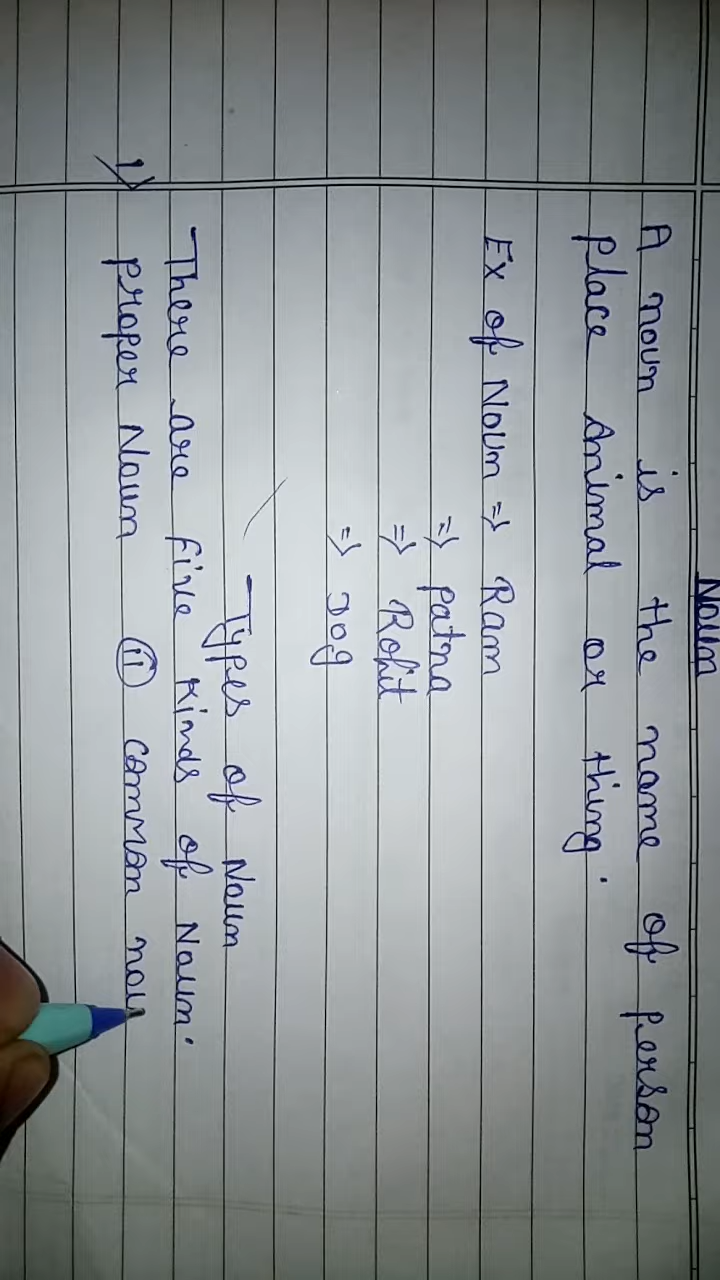 Noun
A noun is the name of person
place Animal or thing.
Ex of Noun => Ram
=> patna
=> Rohit
=> Dog
Types of Noun
There are five kinds of Noun.
1) proper Noun (ii) common nou